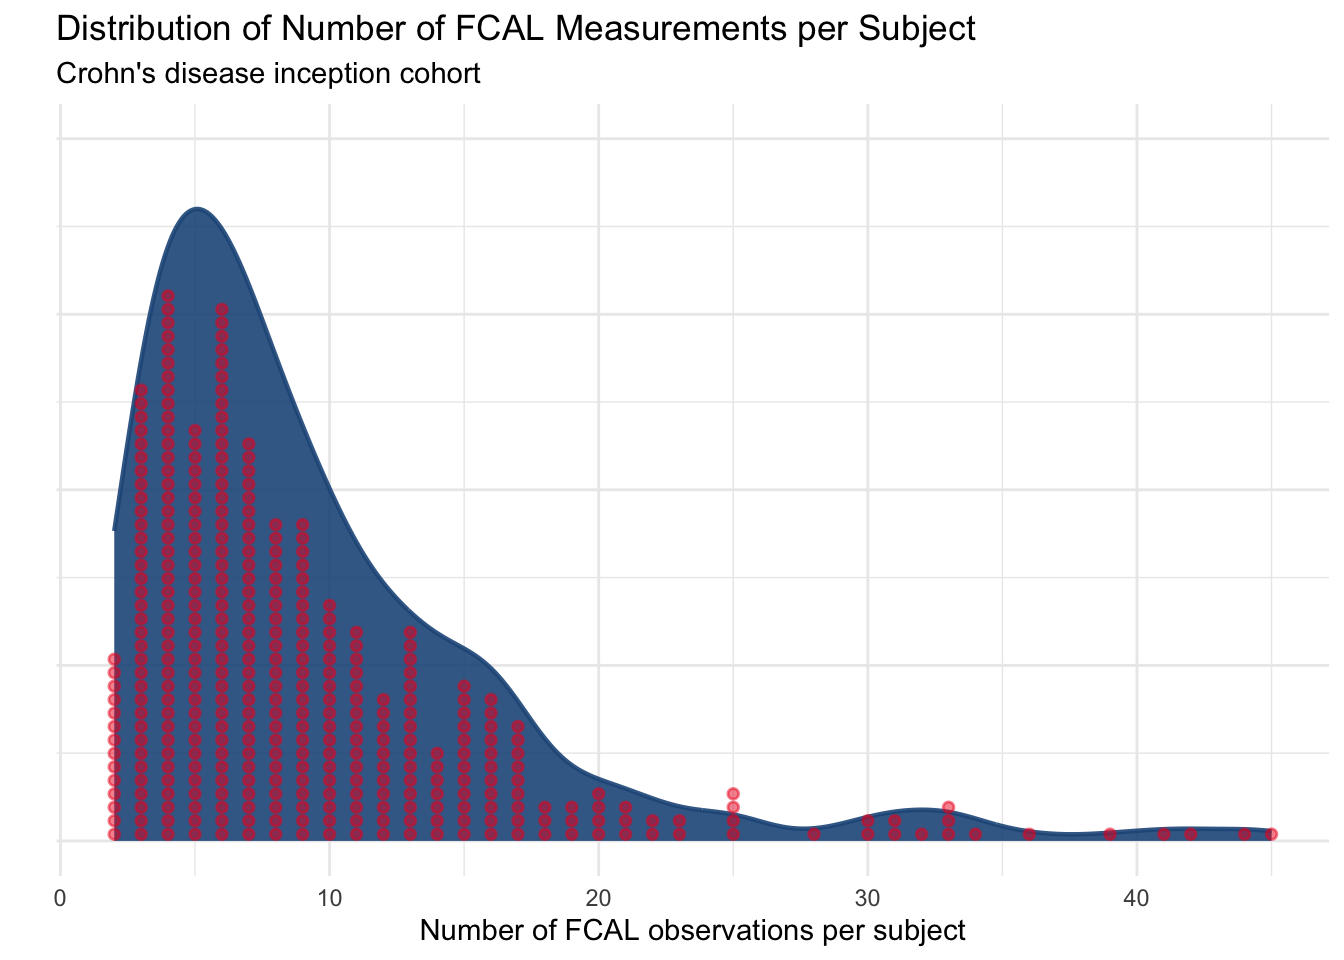 Distribution of Number of FCAL Measurements per Subject
Crohn's disease inception cohort
0 10 20 30 40
Number of FCAL observations per subject